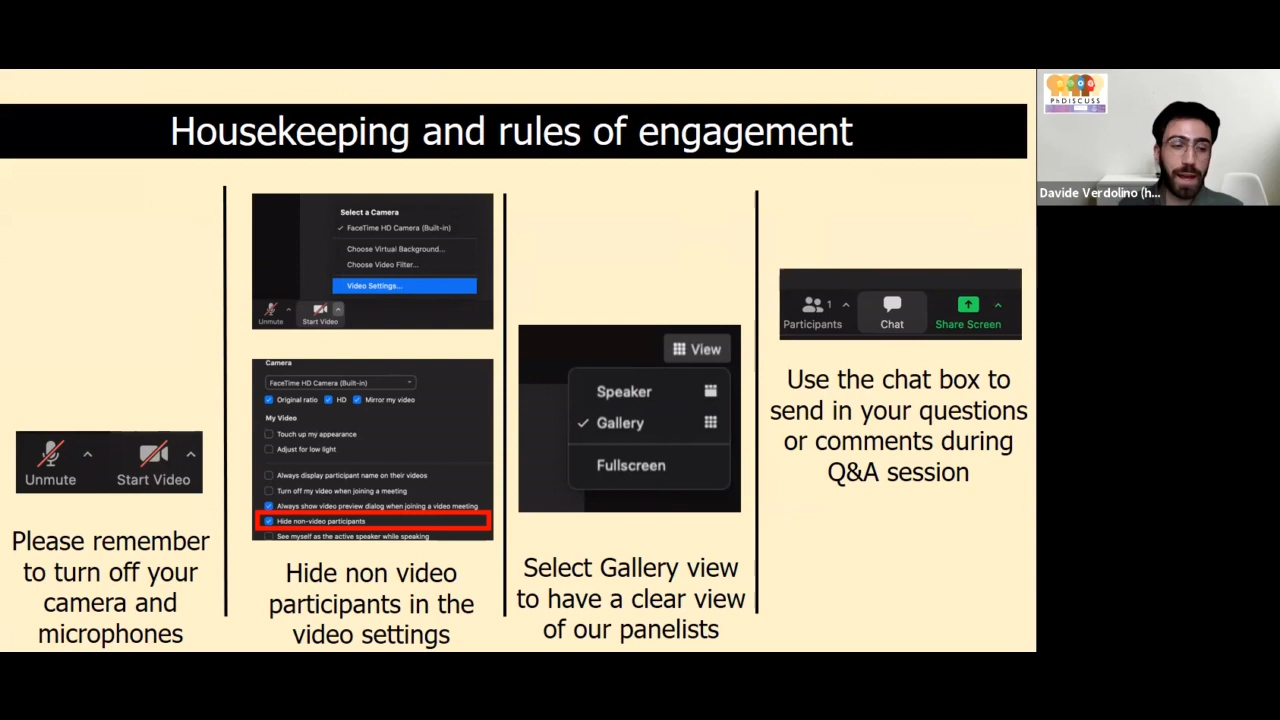 Housekeeping and rules of engagement
Unmute
Start Video
Please remember
to turn off your
camera and
microphones
Select a Camera
✓ FaceTime HD Camera (Built-in)
Choose Virtual Background...
Choose Video Filter...
Video Settings...
Unmute
Start Video
Camera
FaceTime HD Camera (Built-in)
Original ratio HD Mirror my video
My Video
Touch up my appearance
Adjust for low light
Always display participant name on their videos
Turn off my video when joining a meeting
Always show video preview dialog when joining a video meeting
Hide non-video participants
See myself as the active speaker while speaking
Hide non video
participants in the
video settings
View
Speaker
✓ Gallery
Fullscreen
Select Gallery view
to have a clear view
of our panelists
Participants 1
Chat
Share Screen
Use the chat box to
send in your questions
or comments during
Q&A session
PhDISCUSS
Davide Verdolino (h...